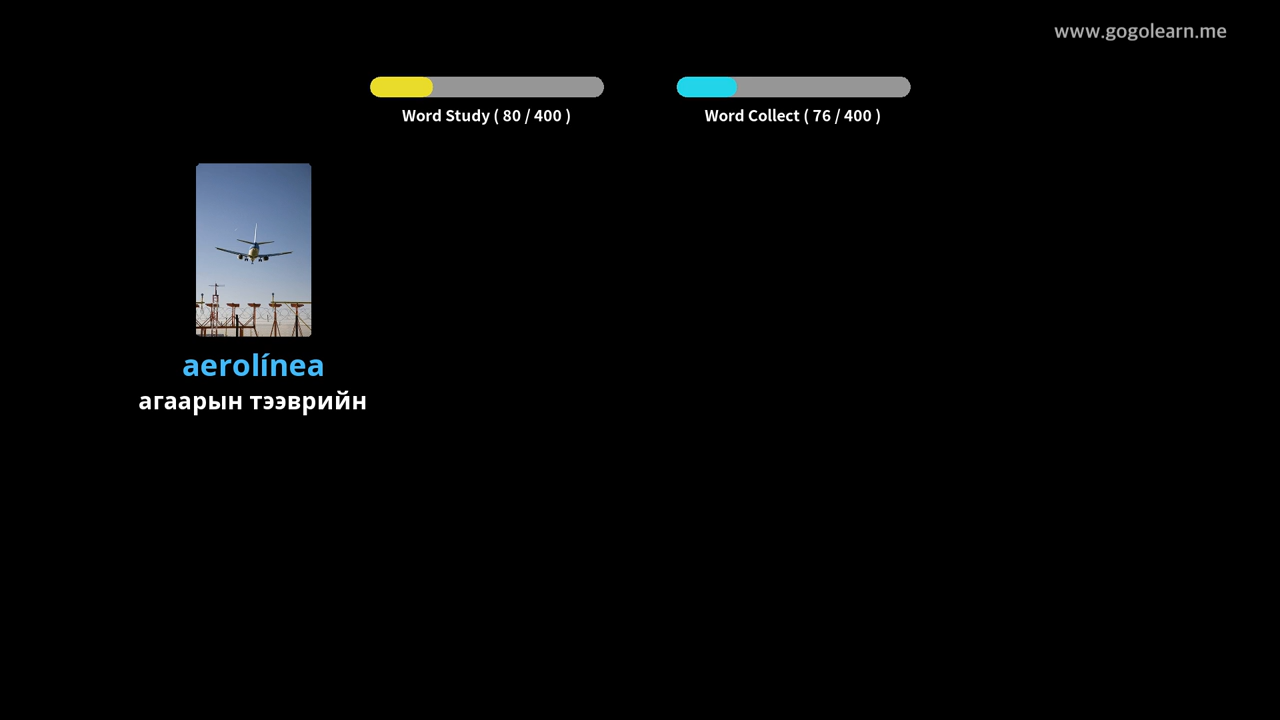 www.gogolearn.me
Word Study ( 80 / 400 )
Word Collect ( 76 / 400 )
aerolínea
агаарын тээврийн